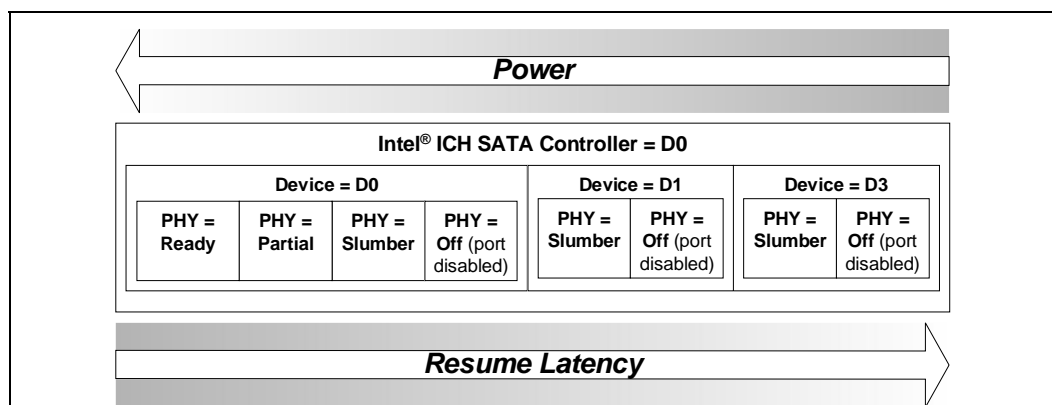 Power
Intel® ICH SATA Controller = D0
Device = D0
PHY =
Ready
PHY =
Partial
PHY =
Slumber
PHY =
Off (port
disabled)
Device = D1
PHY =
Slumber
PHY =
Off (port
disabled)
Device = D3
PHY =
Slumber
PHY =
Off (port
disabled)
Resume Latency